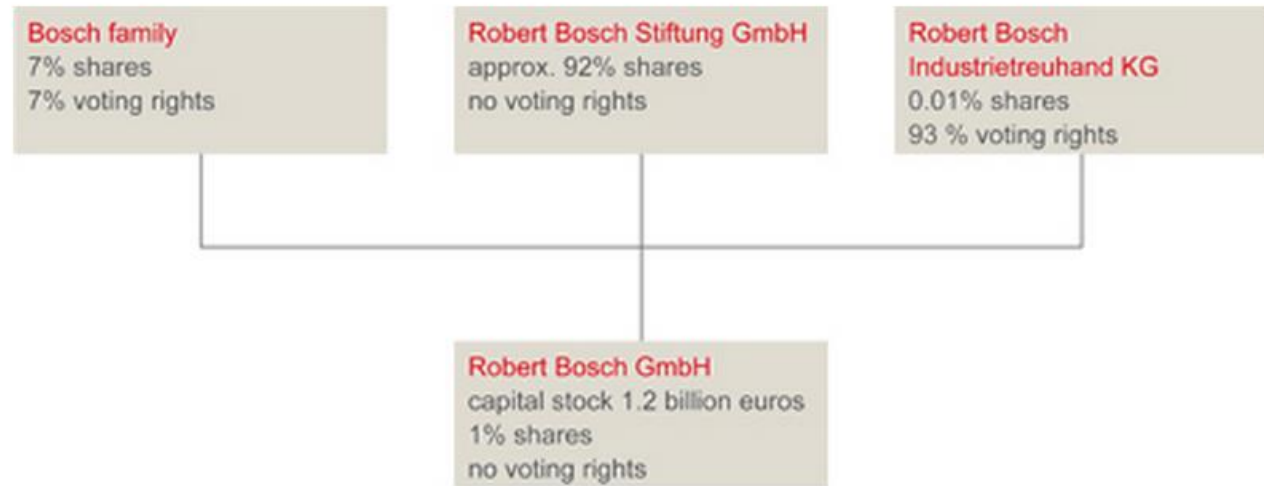 Bosch family
7% shares
7% voting rights
Robert Bosch Stiftung GmbH
approx. 92% shares
no voting rights
Robert Bosch
Industrietreuhand KG
0.01% shares
93 % voting rights
Robert Bosch GmbH
capital stock 1.2 billion euros
1% shares
no voting rights